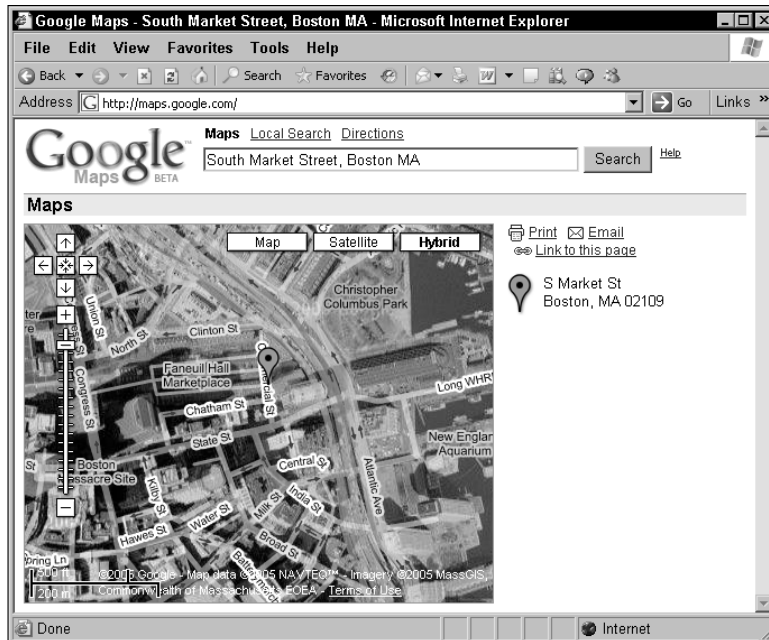 Google Maps - South Market Street, Boston MA - Microsoft Internet Explorer
File Edit View Favorites Tools Help
Back Search Favorites
Address http://maps.google.com/ Go Links »
Google Maps BETA
Maps Local Search Directions
South Market Street, Boston MA Search Help
Maps
Print Email
Link to this page
S Market St
Boston, MA 02109
Map Satellite Hybrid
Christopher
Columbus Park
Union St
North St
Clinton St
Faneuil Hall
Marketplace
Commercial St
Congress St
Chatham St
Long WHRF
State St
New Englan
Aquarium
Central St
Atlantic Ave
St
Boston
assacre Site
Kilby St
India St
Milk St
Water St
Broad St
Hawes St
pring Ln
500 ft
200 m
©2005 Google - Map data ©2005 NAVTEQ™ - Imagery ©2005 MassGIS,
Commonwealth of Massachusetts EOEA - Terms of Use
Done Internet